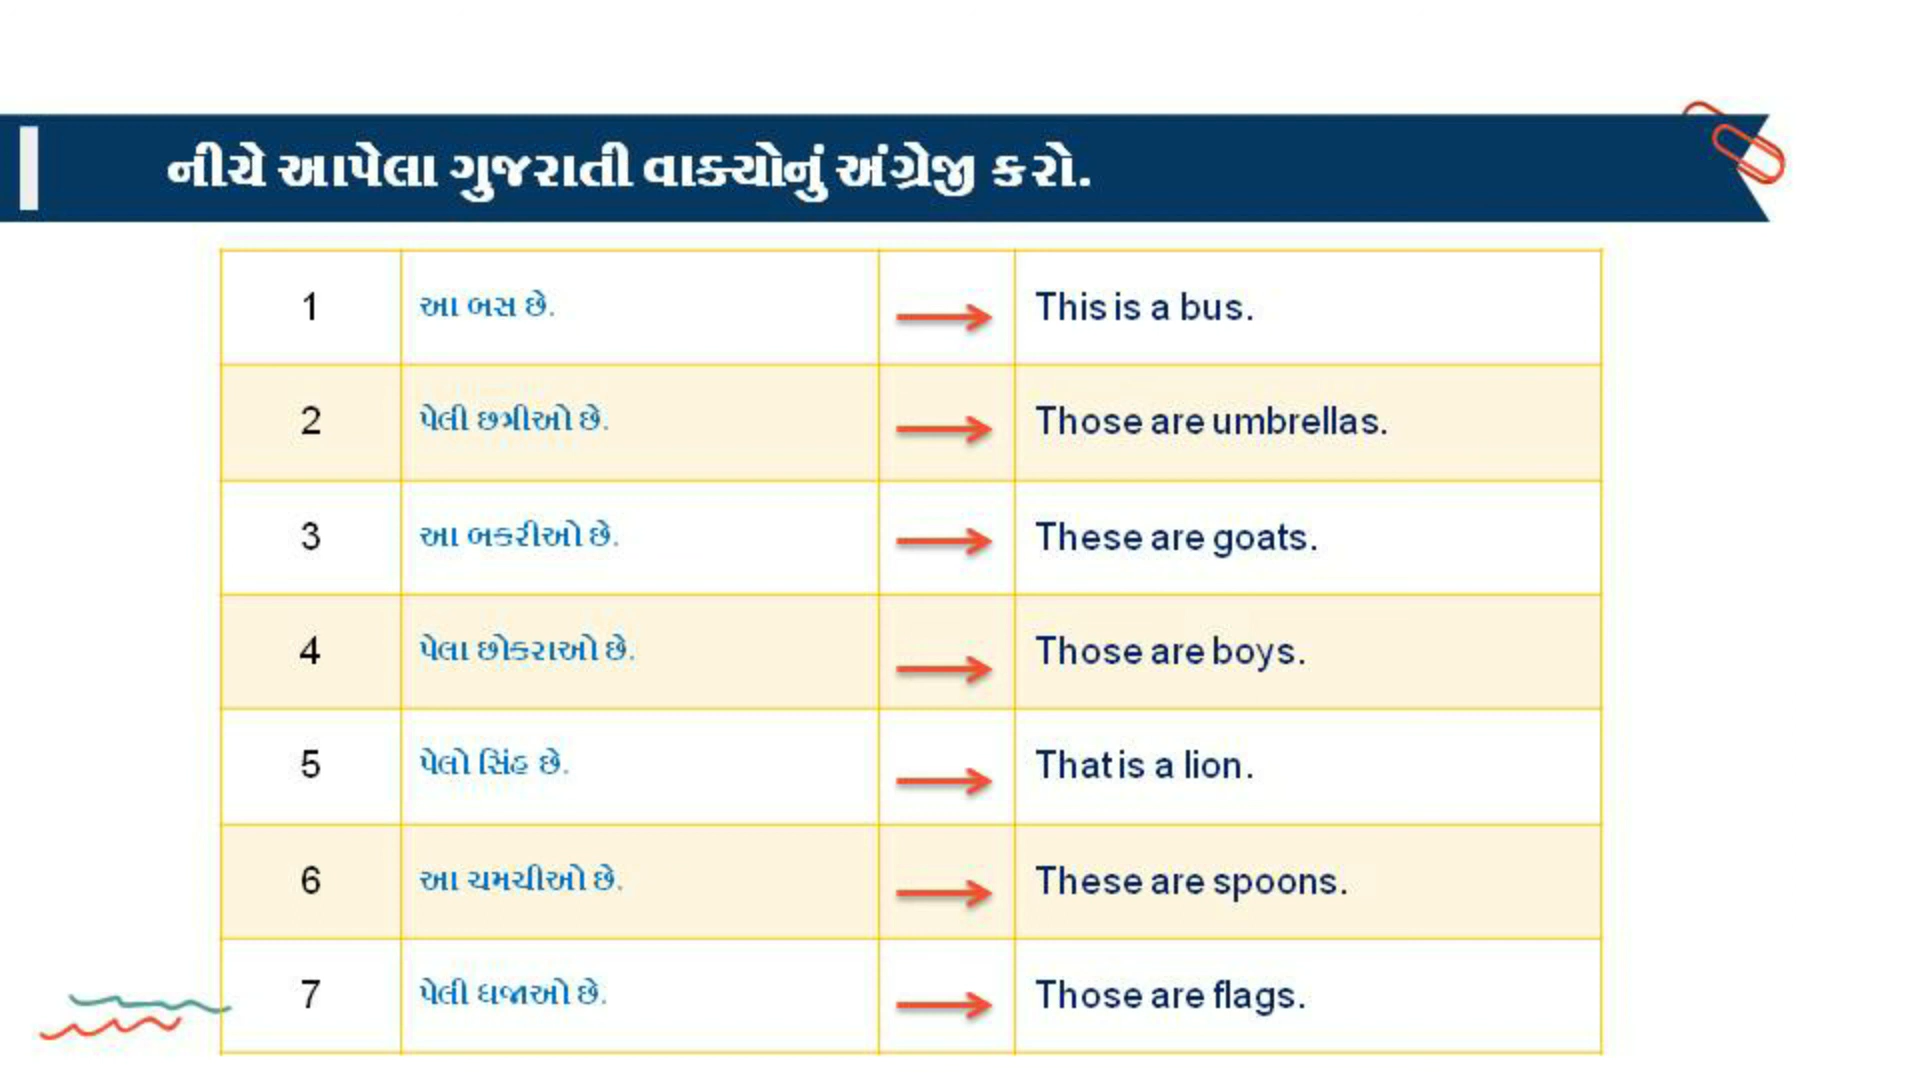 નીચે આપેલા ગુજરાતી વાક્યોનું અંગ્રેજી કરો.
1 આ બસ છે. This is a bus.
2 પેલી છત્રીઓ છે. Those are umbrellas.
3 આ બકરીઓ છે. These are goats.
4 પેલા છોકરાઓ છે. Those are boys.
5 પેલો સિંહ છે. That is a lion.
6 આ ચમચીઓ છે. These are spoons.
7 પેલી ધજાઓ છે. Those are flags.